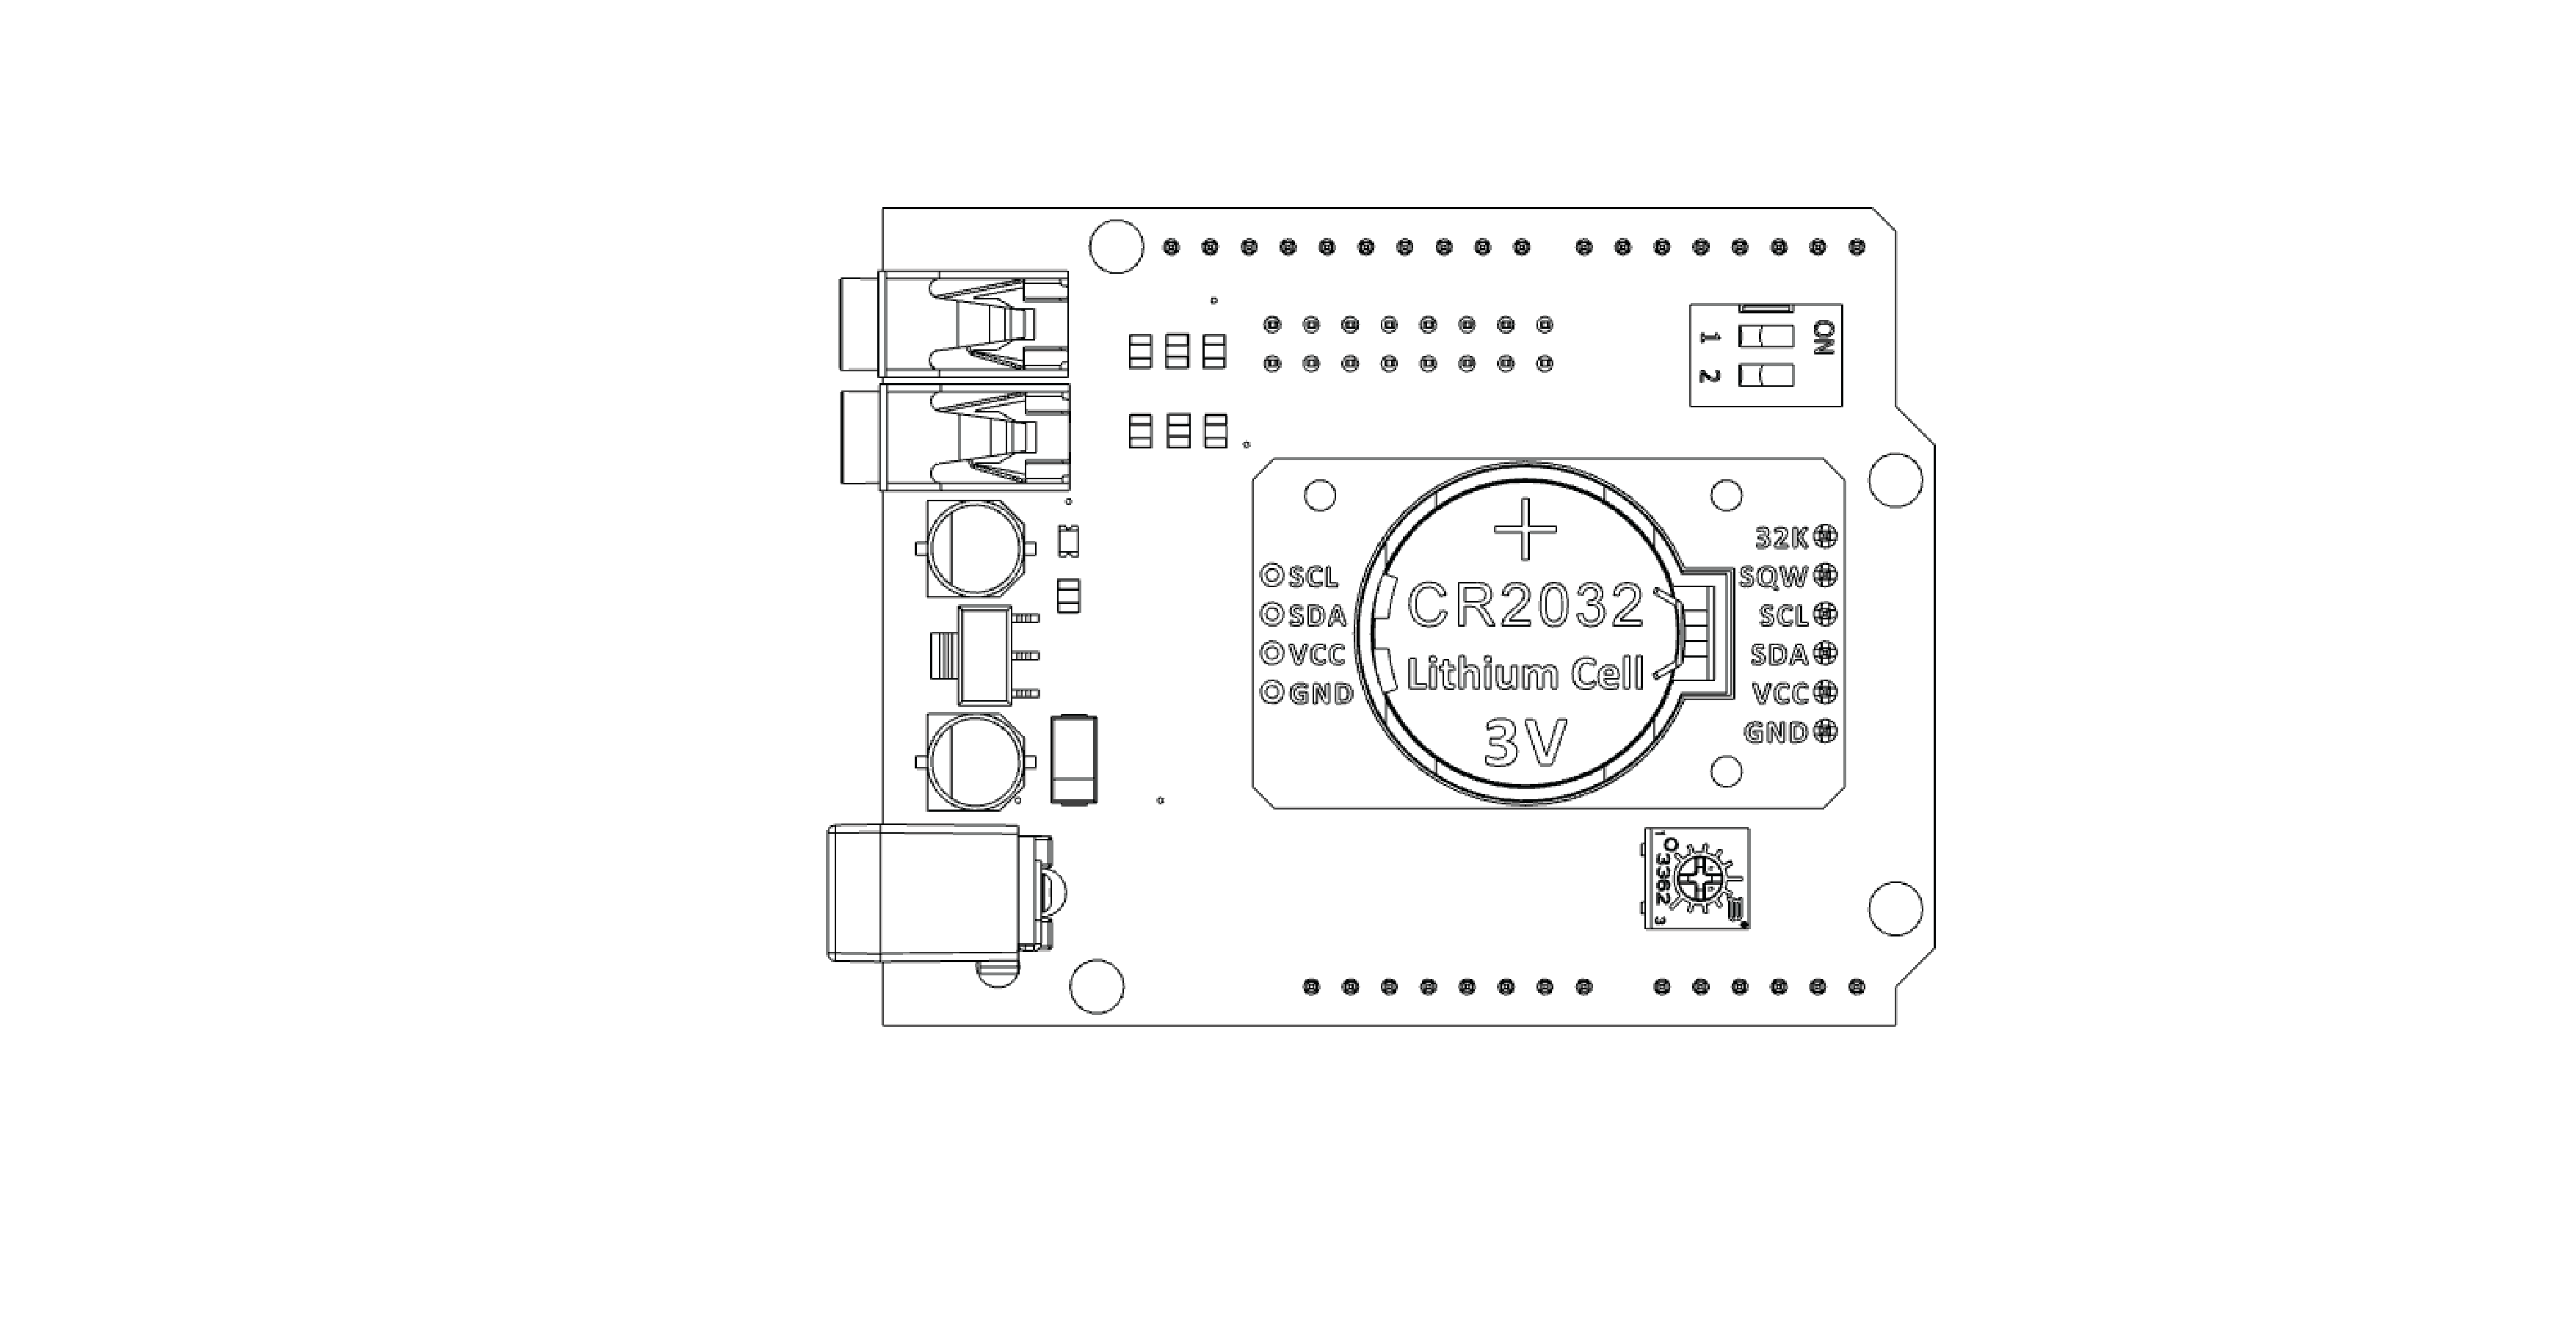 ON
1
2
32K
SQW
SCL
SDA
VCC
GND
SCL
SDA
VCC
GND
CR2032
Lithium Cell
3V
1
3362
3